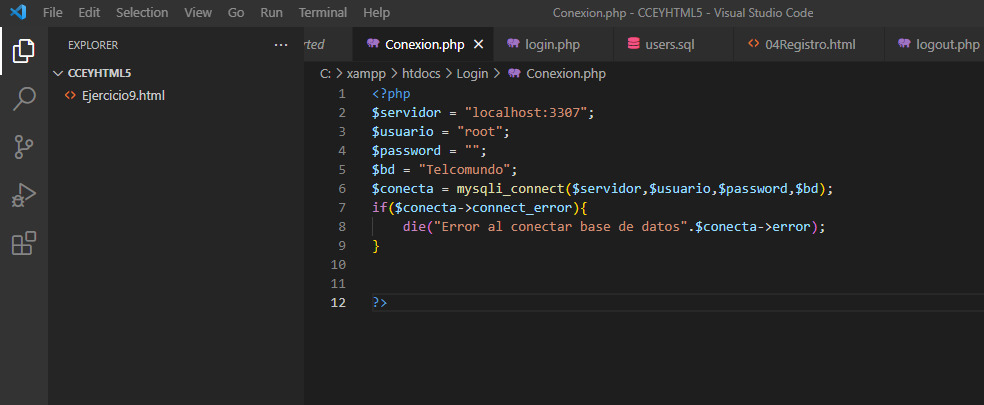 File Edit Selection View Go Run Terminal Help Conexion.php - CCEYHTML5 - Visual Studio Code
EXPLORER ···
CCEYHTML5
Ejercicio9.html
rted Conexion.php login.php users.sql 04Registro.html logout.php
C: > xampp > htdocs > Login > Conexion.php
1 <?php
2 $servidor = "localhost:3307";
3 $usuario = "root";
4 $password = "";
5 $bd = "Telcomundo";
6 $conecta = mysqli_connect($servidor,$usuario,$password,$bd);
7 if($conecta->connect_error){
8 die("Error al conectar base de datos".$conecta->error);
9 }
10
11
12 ?>